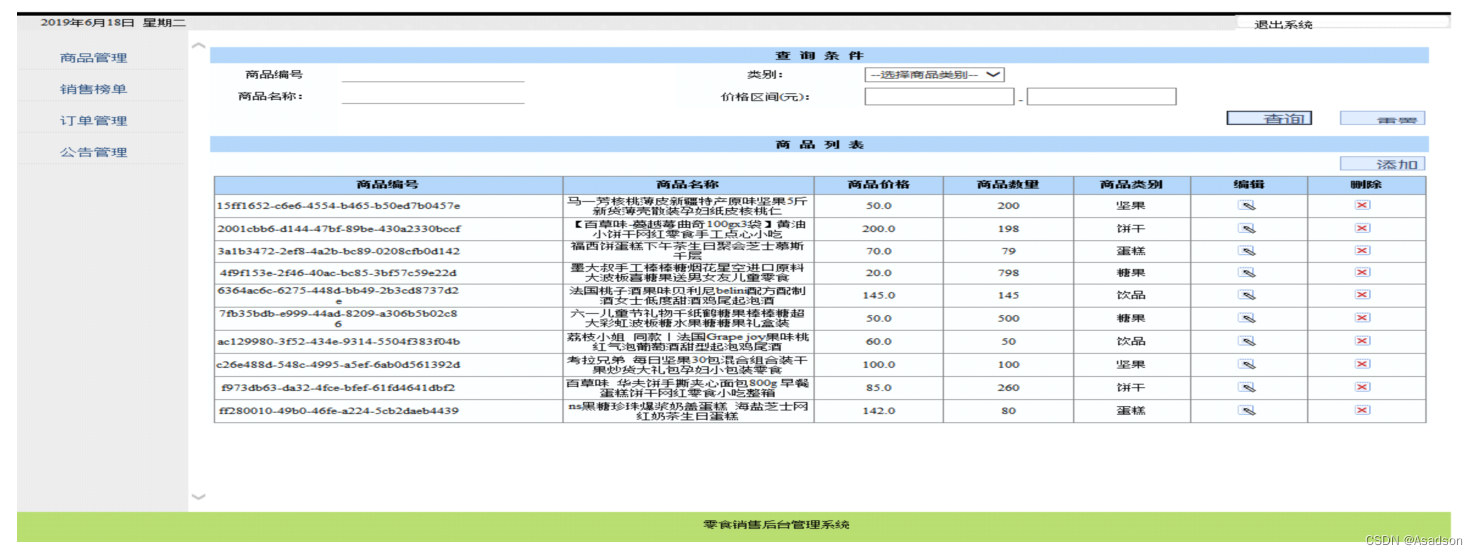 2019年6月18日 星期二
退出系统
商品管理
销售榜单
订单管理
公告管理
查 询 条 件
商品编号
类别:
--选择商品类别--
商品名称:
价格区间(元):
-
查询
重置
商 品 列 表
添加
商品编号 商品名称 商品价格 商品数量 商品类别 编辑 删除
15ff1652-c6e6-4554-b465-b50ed7b0457e
马一芳核桃薄皮新疆特产原味坚果5斤
新货薄壳散装孕妇纸皮核桃仁
50.0 200 坚果
2001cbb6-d144-47bf-89be-430a2330bccf
【百草味-蔓越莓曲奇100gx3袋】黄油
小饼干网红零食手工点心小吃
200.0 198 饼干
3a1b3472-2ef8-4a2b-bc89-0208cfb0d142
福西饼蛋糕下午茶生日聚会芝士慕斯
千层
70.0 79 蛋糕
4f9f153e-2f46-40ac-bc85-3bf57c59e22d
墨大叔手工棒棒糖烟花星空进口原料
大波板喜糖果送男女友儿童零食
20.0 798 糖果
6364ac6c-6275-448d-bb49-2b3cd8737d2
e
法国桃子酒果味贝利尼belini配方配制
酒女士低度甜酒鸡尾起泡酒
145.0 145 饮品
7fb35bdb-e999-44ad-8209-a306b5b02c8
6
六一儿童节礼物千纸鹤糖果棒棒糖超
大彩虹波板糖水果糖糖果礼盒装
50.0 500 糖果
ac129980-3f52-434e-9314-5504f383f04b
荔枝小姐 同款丨法国Grape joy果味桃
红气泡葡萄酒甜型起泡鸡尾酒
60.0 50 饮品
c26e488d-548c-4995-a5ef-6ab0d561392d
考拉兄弟 每日坚果30包混合组合装干
果炒货大礼包孕妇小包装零食
100.0 100 坚果
f973db63-da32-4fce-bfef-61fd4641dbf2
百草味 华夫饼手撕夹心面包800g 早餐
蛋糕饼干网红零食小吃整箱
85.0 260 饼干
ff280010-49b0-46fe-a224-5cb2daeb4439
ns黑糖珍珠爆浆奶盖蛋糕 海盐芝士网
红奶茶生日蛋糕
142.0 80 蛋糕
零食销售后台管理系统
CSDN @Asadson